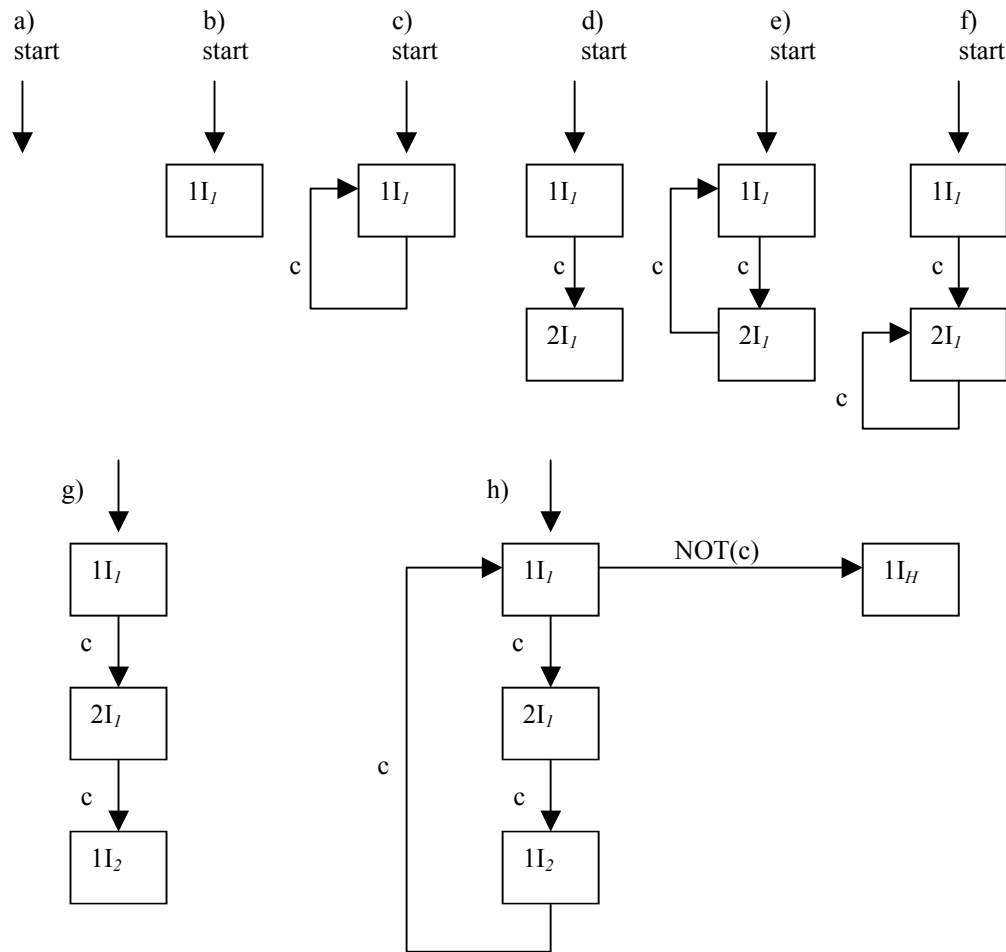 a) b) c) d) e) f)
start start start start start start
1I1 1I1 1I1 1I1 1I1
c c c c c
2I1 2I1 2I1
c
g) h)
1I1 1I1 NOT(c) 1IH
c c
2I1 2I1
c
c c
1I2 1I2